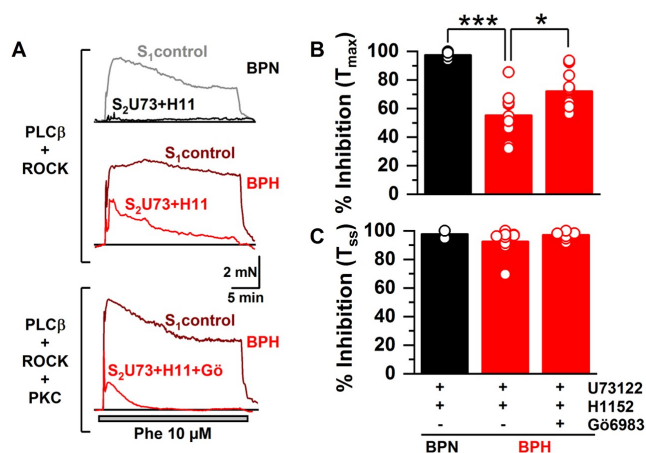 A
S1control
BPN
S2U73+H11
PLCβ
+
ROCK
S1control
BPH
S2U73+H11
2 mN
5 min
PLCβ
+
ROCK
+
PKC
S1control
BPH
S2U73+H11+Gö
Phe 10 µM
B
***
*
% Inhibition (Tmax)
100
80
60
40
20
0
C
% Inhibition (Tss)
100
80
60
40
20
0
+ + + U73122
+ + + H1152
- - + Gö6983
BPN BPH